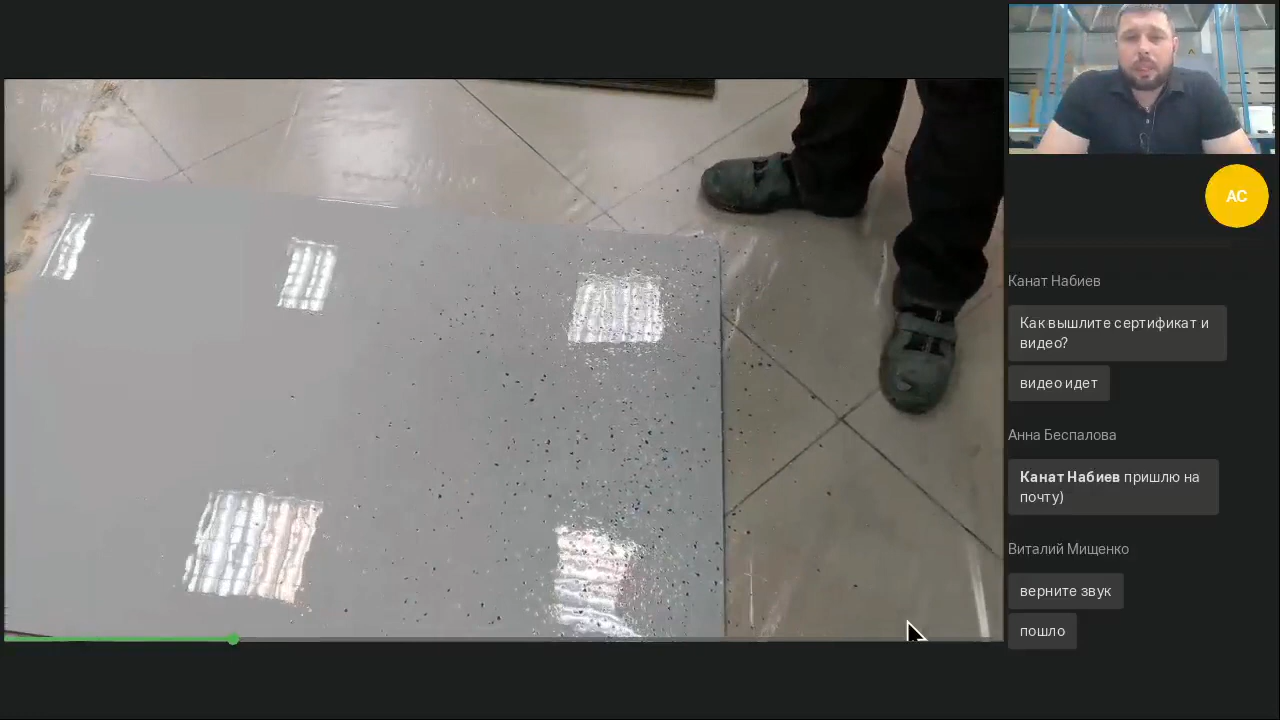 АС
Канат Набиев
Как вышлите сертификат и
видео?
видео идет
Анна Беспалова
Канат Набиев пришлю на
почту)
Виталий Мищенко
верните звук
пошло